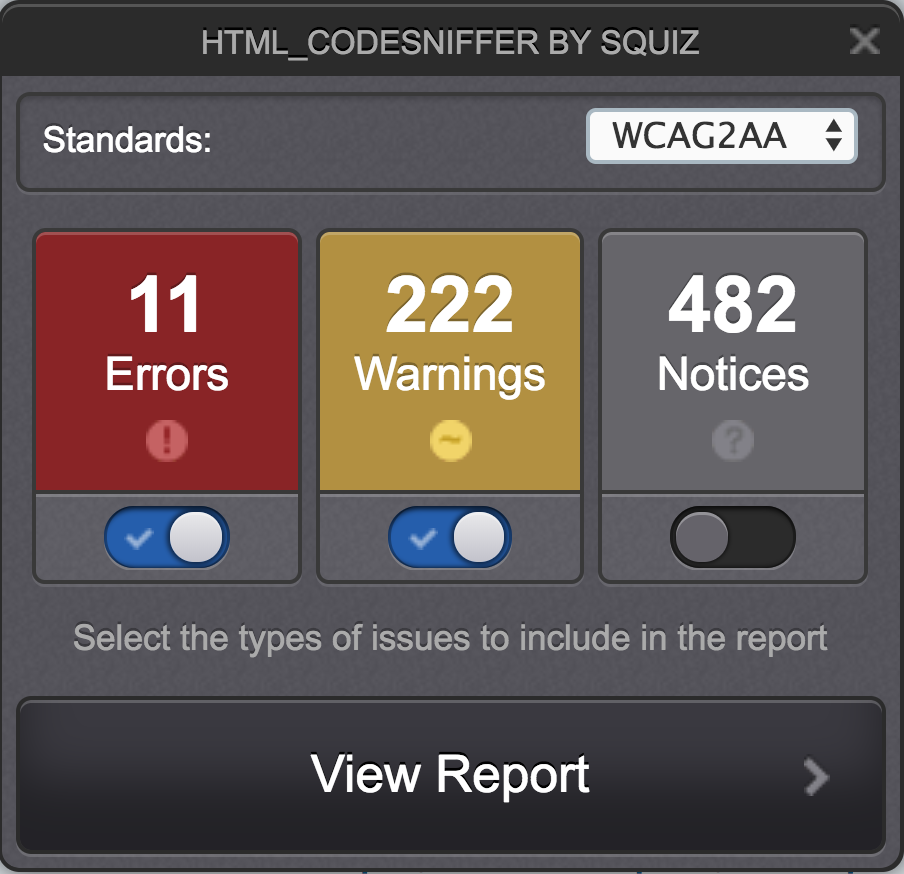 HTML_CODESNIFFER BY SQUIZ
Standards: WCAG2AA
11 222 482
Errors Warnings Notices
Select the types of issues to include in the report
View Report